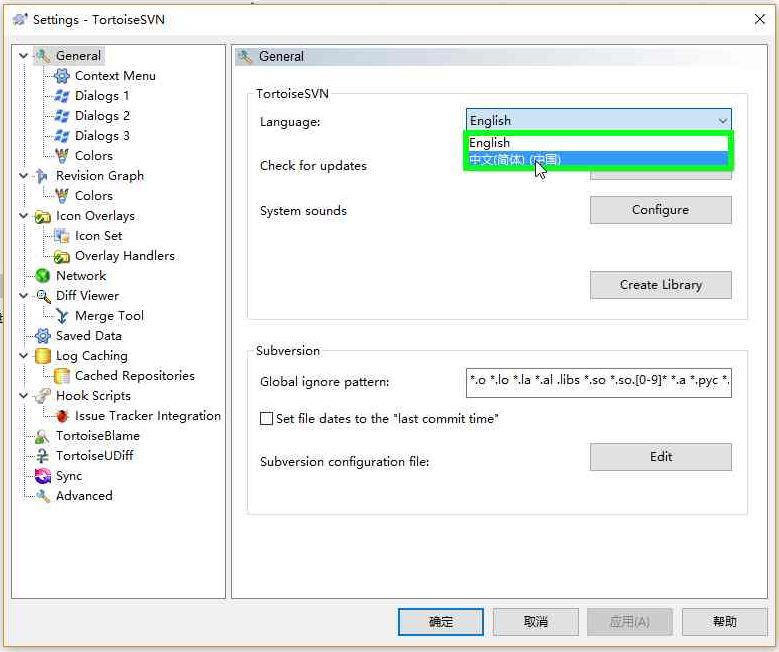 Settings - TortoiseSVN
General
Context Menu
Dialogs 1
Dialogs 2
Dialogs 3
Colors
Revision Graph
Colors
Icon Overlays
Icon Set
Overlay Handlers
Network
Diff Viewer
Merge Tool
Saved Data
Log Caching
Cached Repositories
Hook Scripts
Issue Tracker Integration
TortoiseBlame
TortoiseUDiff
Sync
Advanced
General
TortoiseSVN
Language:
English
English
中文(简体) (中国)
Check for updates
System sounds
Configure
Create Library
Subversion
Global ignore pattern:
*.o *.lo *.la *.al .libs *.so *.so.[0-9]* *.a *.pyc *.
Set file dates to the "last commit time"
Subversion configuration file:
Edit
确定
取消
应用(A)
帮助